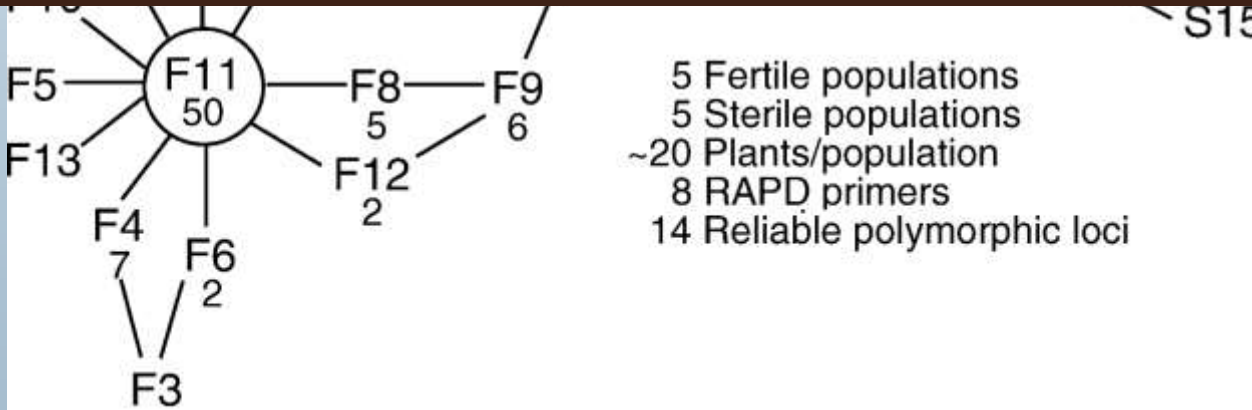 S15
F5
F11
50
F8
5
F9
6
F13
F12
2
F4
7
F6
2
F3
5 Fertile populations
5 Sterile populations
~20 Plants/population
8 RAPD primers
14 Reliable polymorphic loci